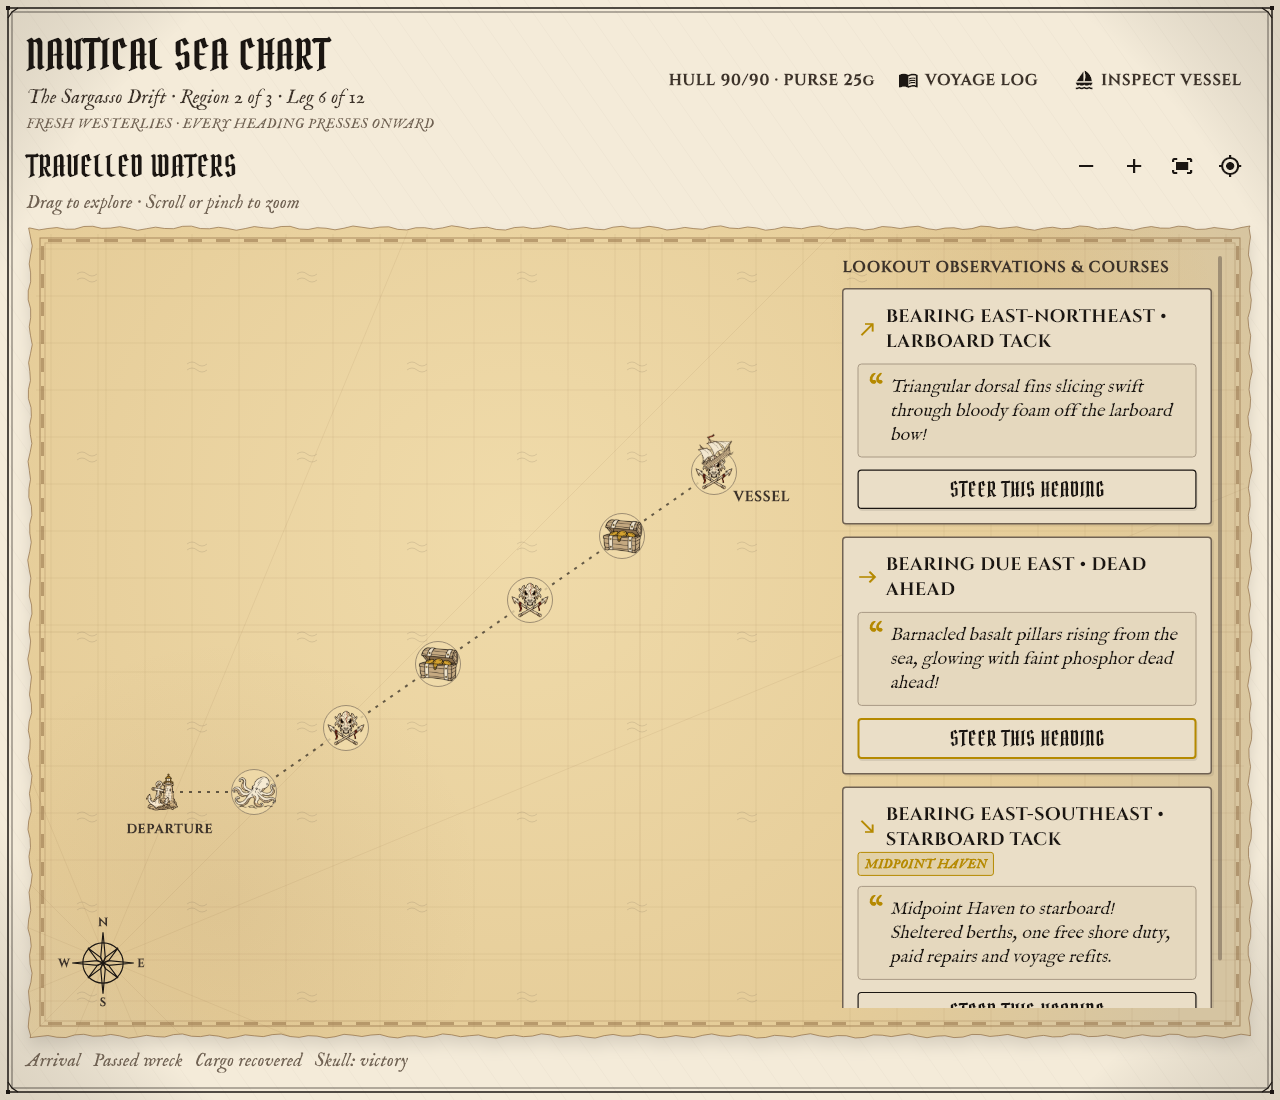 NAUTICAL SEA CHART
The Sargasso Drift · Region 2 of 3 · Leg 6 of 12
FRESH WESTERLIES · EVERY HEADING PRESSES ONWARD
HULL 90/90 · PURSE 25G
VOYAGE LOG
INSPECT VESSEL
TRAVELLED WATERS
Drag to explore · Scroll or pinch to zoom
VESSEL
DEPARTURE
N
W
E
S
LOOKOUT OBSERVATIONS & COURSES
BEARING EAST-NORTHEAST •
LARBOARD TACK
“ Triangular dorsal fins slicing swift
through bloody foam off the larboard
bow!
STEER THIS HEADING
BEARING DUE EAST • DEAD
AHEAD
“ Barnacled basalt pillars rising from the
sea, glowing with faint phosphor dead
ahead!
STEER THIS HEADING
BEARING EAST-SOUTHEAST •
STARBOARD TACK
MIDPOINT HAVEN
“ Midpoint Haven to starboard!
Sheltered berths, one free shore duty,
paid repairs and voyage refits.
STEER THIS HEADING
Arrival Passed wreck Cargo recovered Skull: victory